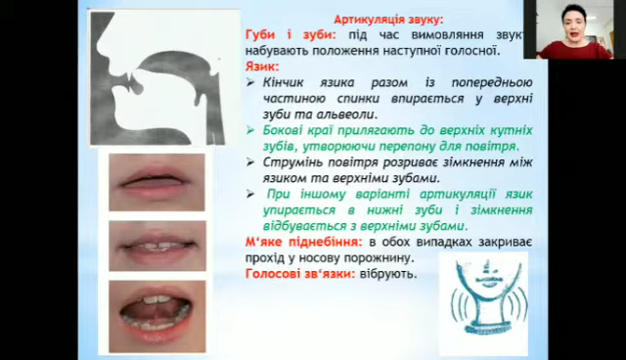 Артикуляція звуку:
Губи і зуби: під час вимовляння звук
набувають положення наступної голосної.
Язик:
Кінчик язика разом із попередньою
частиною спинки впирається у верхні
зуби та альвеоли.
Бокові краї прилягають до верхніх кутніх
зубів, утворюючи перепону для повітря.
Струмінь повітря розриває зімкнення між
язиком та верхніми зубами.
При іншому варіанті артикуляції язик
упирається в нижні зуби і зімкнення
відбувається з верхніми зубами.
М‘яке піднебіння: в обох випадках закриває
прохід у носову порожнину.
Голосові зв‘язки: вібрують.